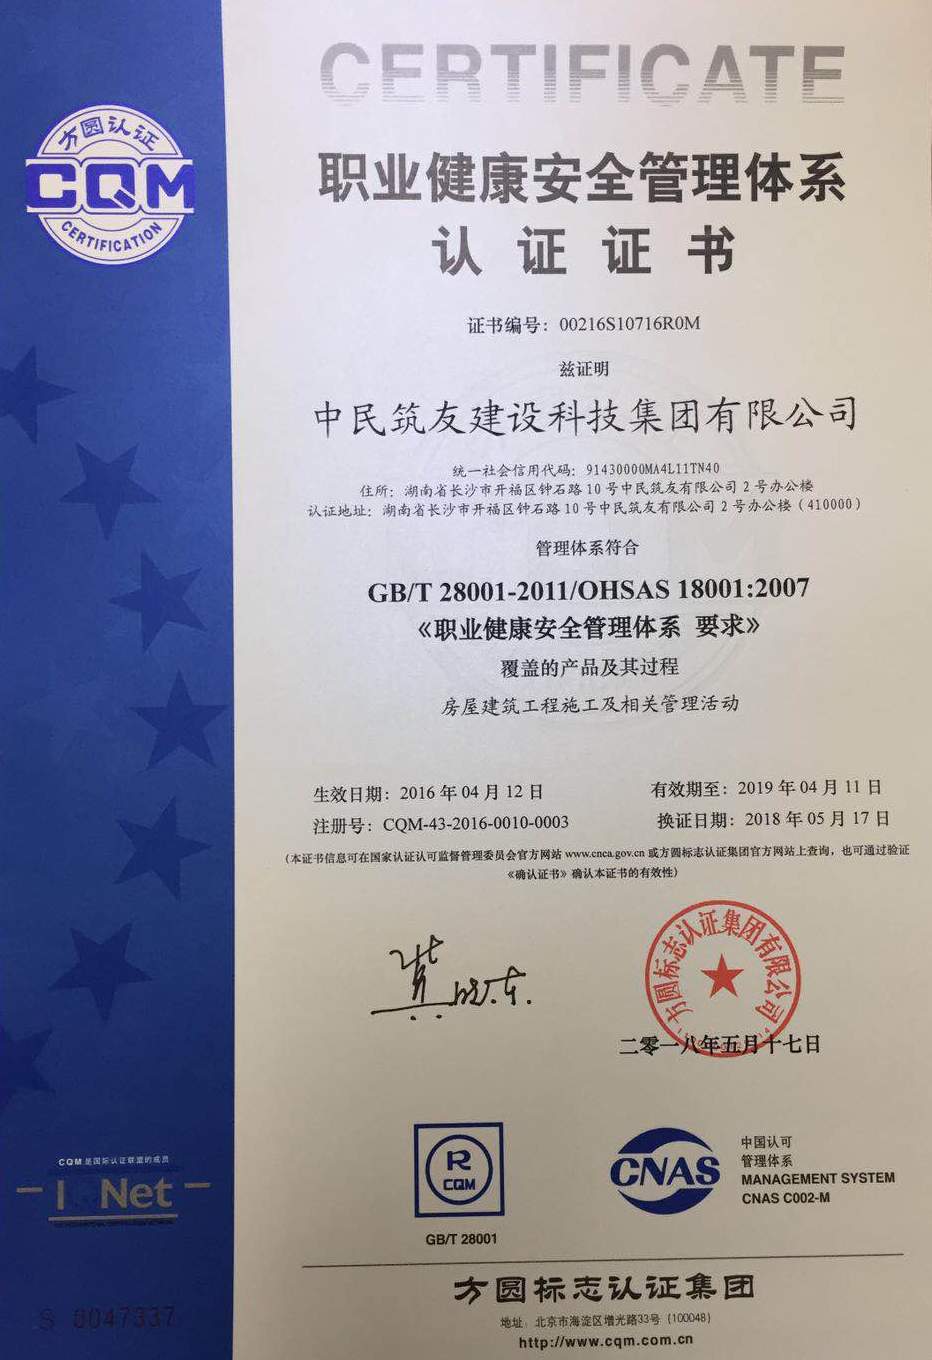 CERTIFICATE
方圆认证
CQM
CERTIFICATION
职业健康安全管理体系
认证证书
证书编号：00216S10716R0M
兹证明
中民筑友建设科技集团有限公司
统一社会信用代码：91430000MA4L11TN40
住所：湖南省长沙市开福区钟石路10号中民筑友有限公司2号办公楼
认证地址：湖南省长沙市开福区钟石路10号中民筑友有限公司2号办公楼（410000）
管理体系符合
GB/T 28001-2011/OHSAS 18001:2007
《职业健康安全管理体系 要求》
覆盖的产品及其过程
房屋建筑工程施工及相关管理活动
生效日期：2016年04月12日 有效期至：2019年04月11日
注册号：CQM-43-2016-0010-0003 换证日期：2018年05月17日
（本证书信息可在国家认证认可监督管理委员会官方网站 www.cnca.gov.cn 或方圆标志认证集团官方网站上查询，也可通过验证
《确认证书》确认本证书的有效性）
方圆标志认证集团有限公司
二零一八年五月十七日
CQM是国际认证联盟的成员
Net
R
CQM
GB/T 28001
CNAS
中国认可
管理体系
MANAGEMENT SYSTEM
CNAS C002-M
S 0047337
方圆标志认证集团
地址：北京市海淀区增光路33号（100048）
http://www.cqm.com.cn